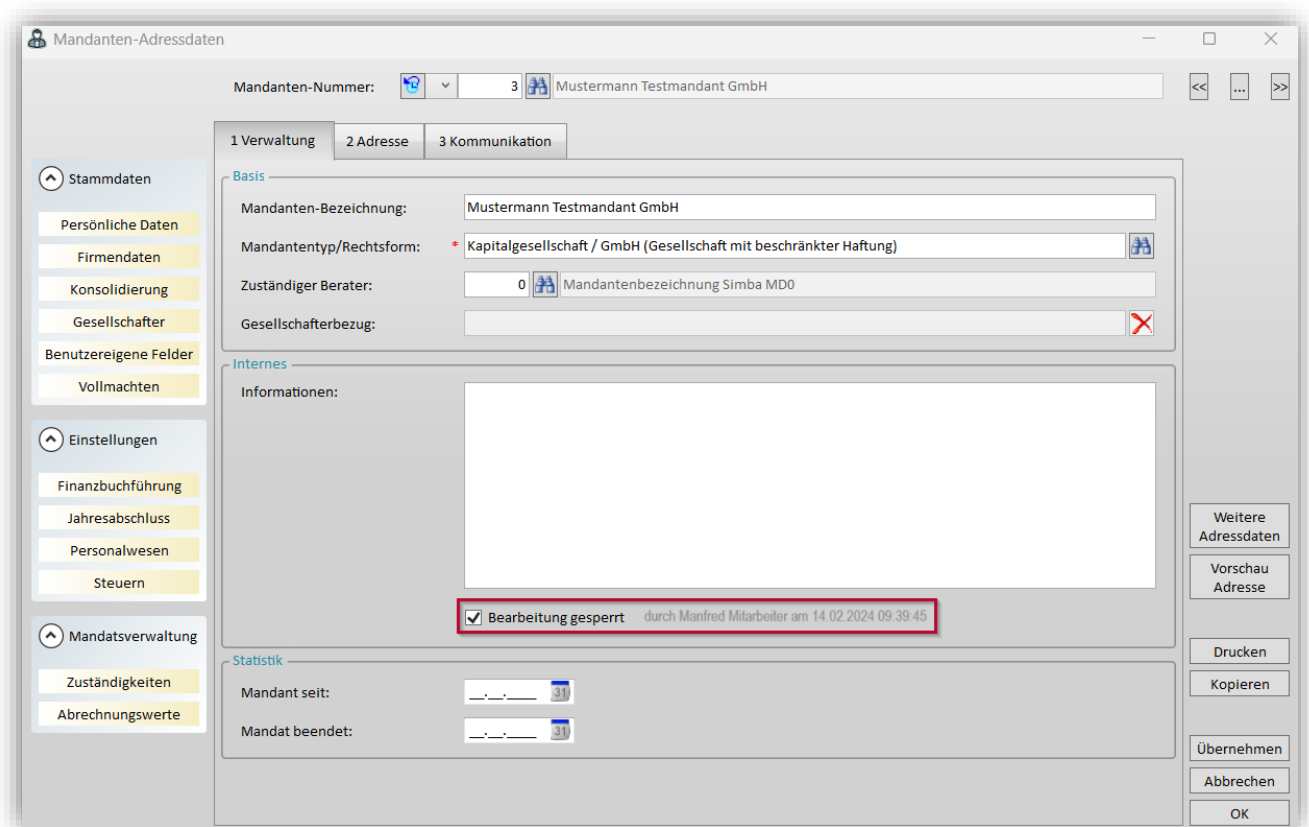 Mandanten-Adressdaten
Mandanten-Nummer: 3 Mustermann Testmandant GmbH << ... >>
1 Verwaltung 2 Adresse 3 Kommunikation
Stammdaten
Persönliche Daten
Firmendaten
Konsolidierung
Gesellschafter
Benutzereigene Felder
Vollmachten
Einstellungen
Finanzbuchführung
Jahresabschluss
Personalwesen
Steuern
Mandatsverwaltung
Zuständigkeiten
Abrechnungswerte
Basis
Mandanten-Bezeichnung: Mustermann Testmandant GmbH
Mandantentyp/Rechtsform: * Kapitalgesellschaft / GmbH (Gesellschaft mit beschränkter Haftung)
Zuständiger Berater: 0 Mandantenbezeichnung Simba MD0
Gesellschafterbezug:
Internes
Informationen:
Bearbeitung gesperrt durch Manfred Mitarbeiter am 14.02.2024 09:39:45
Statistik
Mandant seit: __.__.____ 31
Mandat beendet: __.__.____ 31
Weitere
Adressdaten
Vorschau
Adresse
Drucken
Kopieren
Übernehmen
Abbrechen
OK